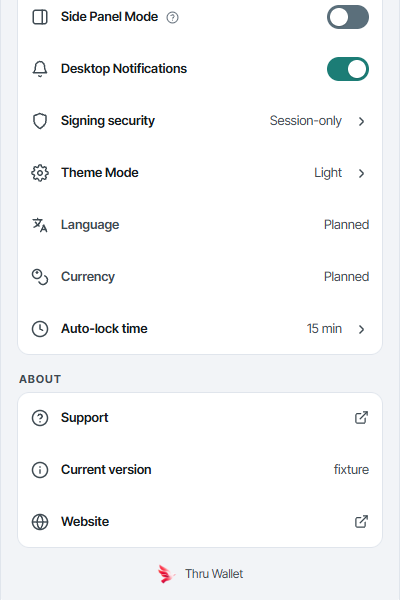 Side Panel Mode
Desktop Notifications
Signing security Session-only
Theme Mode Light
Language Planned
Currency Planned
Auto-lock time 15 min
ABOUT
Support
Current version fixture
Website
Thru Wallet